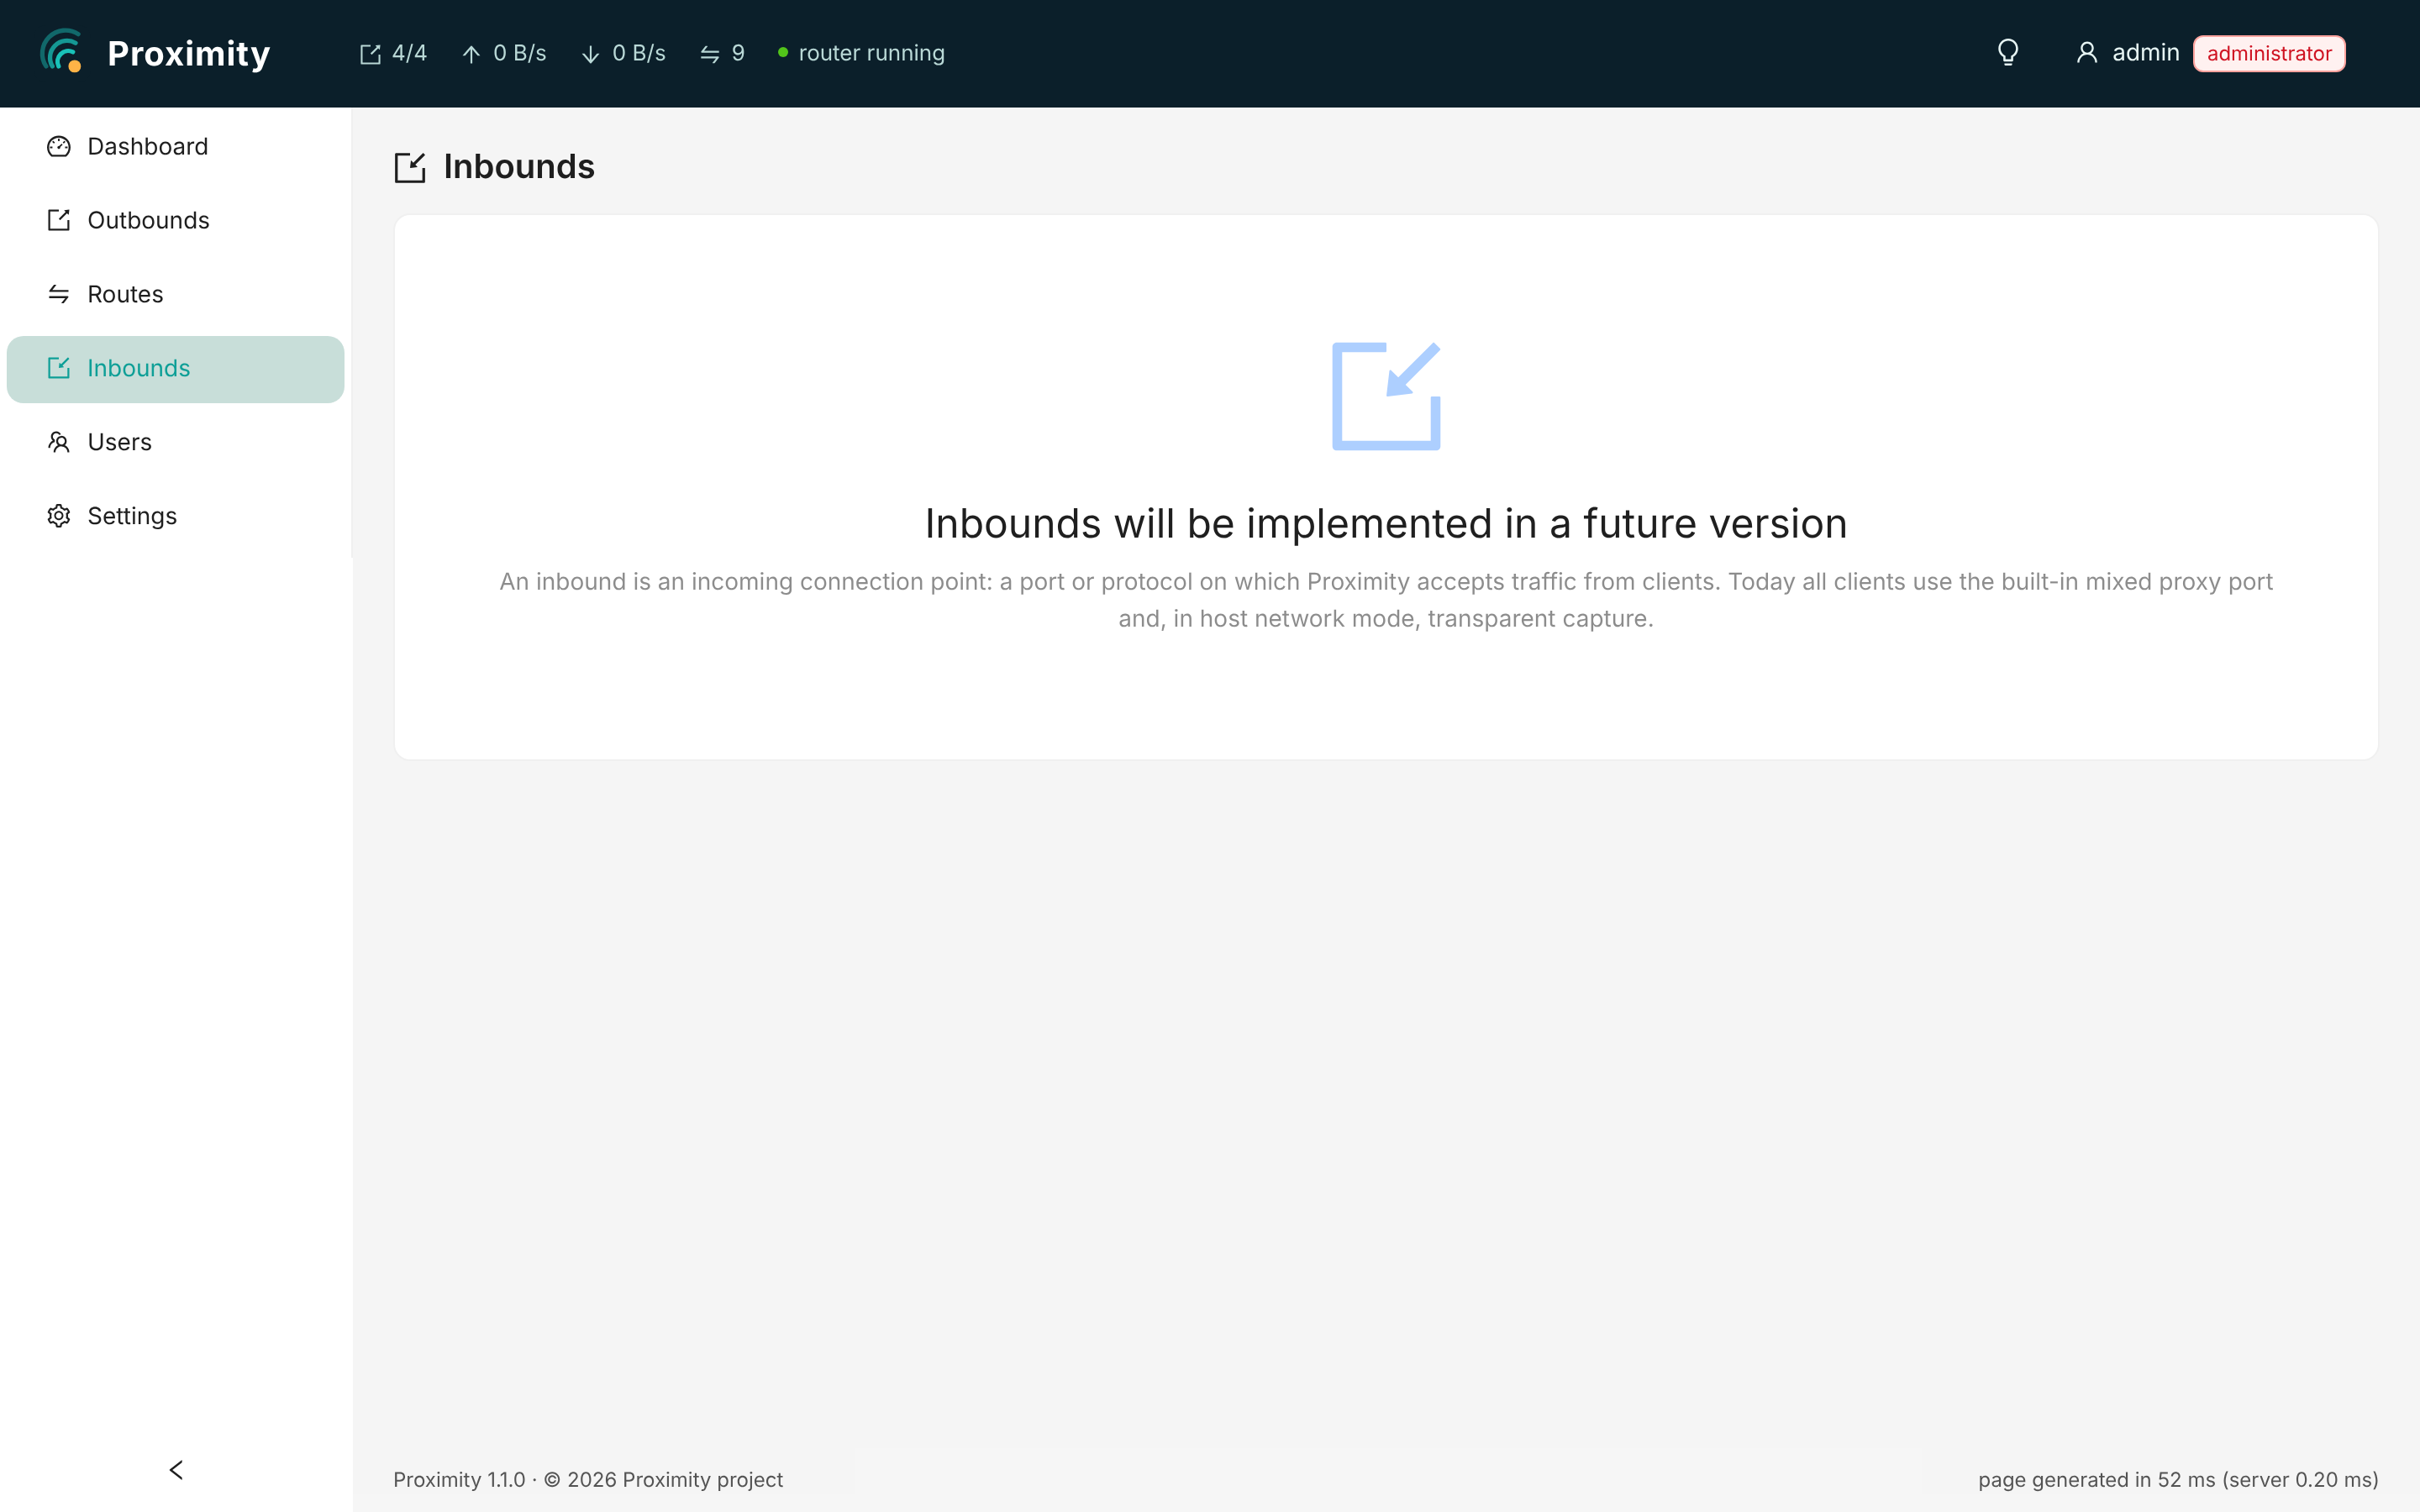 Proximity
4/4
0 B/s
0 B/s
9
router running
admin
administrator
Dashboard
Outbounds
Routes
Inbounds
Users
Settings
Inbounds
Inbounds will be implemented in a future version
An inbound is an incoming connection point: a port or protocol on which Proximity accepts traffic from clients. Today all clients use the built-in mixed proxy port
and, in host network mode, transparent capture.
Proximity 1.1.0 · © 2026 Proximity project
page generated in 52 ms (server 0.20 ms)